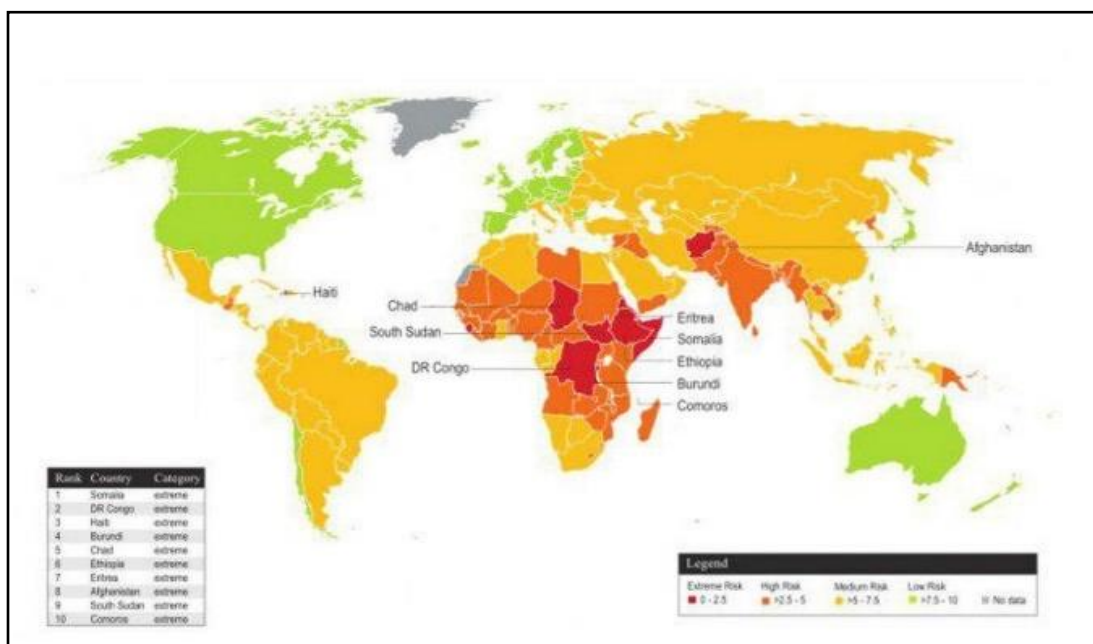 Afghanistan
Haiti
Chad
Eritrea
South Sudan
Somalia
DR Congo
Ethiopia
Burundi
Comoros
Rank Country Category
1 Somalia extreme
2 DR Congo extreme
3 Haiti extreme
4 Burundi extreme
5 Chad extreme
6 Ethiopia extreme
7 Eritrea extreme
8 Afghanistan extreme
9 South Sudan extreme
10 Comoros extreme
Legend
Extreme Risk High Risk Medium Risk Low Risk
0 - 2.5 >2.5 - 5 >5 - 7.5 >7.5 - 10 No data